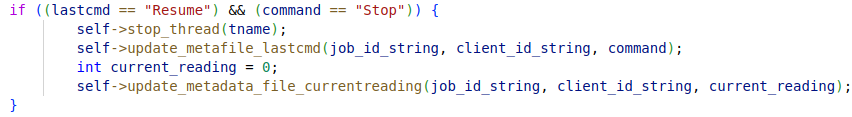 if ((lastcmd == "Resume") && (command == "Stop")) {
        self->stop_thread(tname);
        self->update_metafile_lastcmd(job_id_string, client_id_string, command);
        int current_reading = 0;
        self->update_metadata_file_currentreading(job_id_string, client_id_string, current_reading);
}